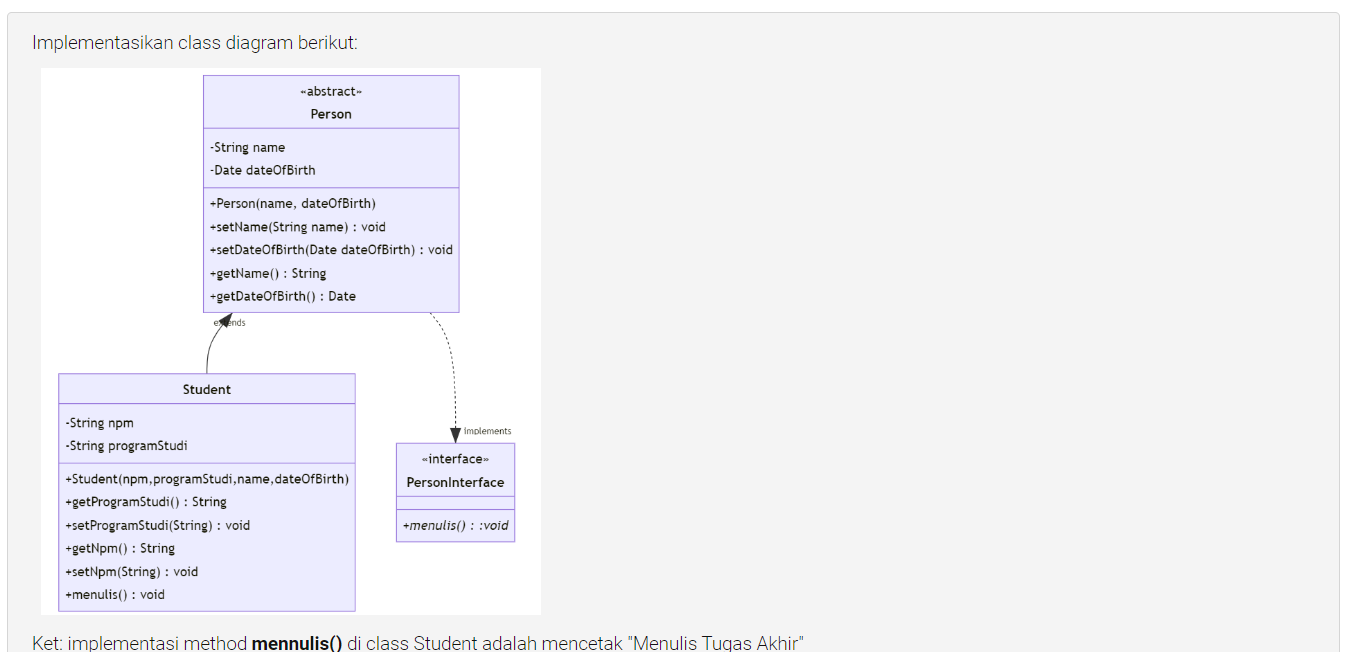 Implementasikan class diagram berikut:
«abstract»
Person
-String name
-Date dateOfBirth
+Person(name, dateOfBirth)
+setName(String name) : void
+setDateOfBirth(Date dateOfBirth) : void
+getName() : String
+getDateOfBirth() : Date
extends
Student
-String npm
-String programStudi
+Student(npm,programStudi,name,dateOfBirth)
+getProgramStudi() : String
+setProgramStudi(String) : void
+getNpm() : String
+setNpm(String) : void
+menulis() : void
implements
«interface»
PersonInterface
+menulis() : :void
Ket: implementasi method mennulis() di class Student adalah mencetak "Menulis Tugas Akhir"